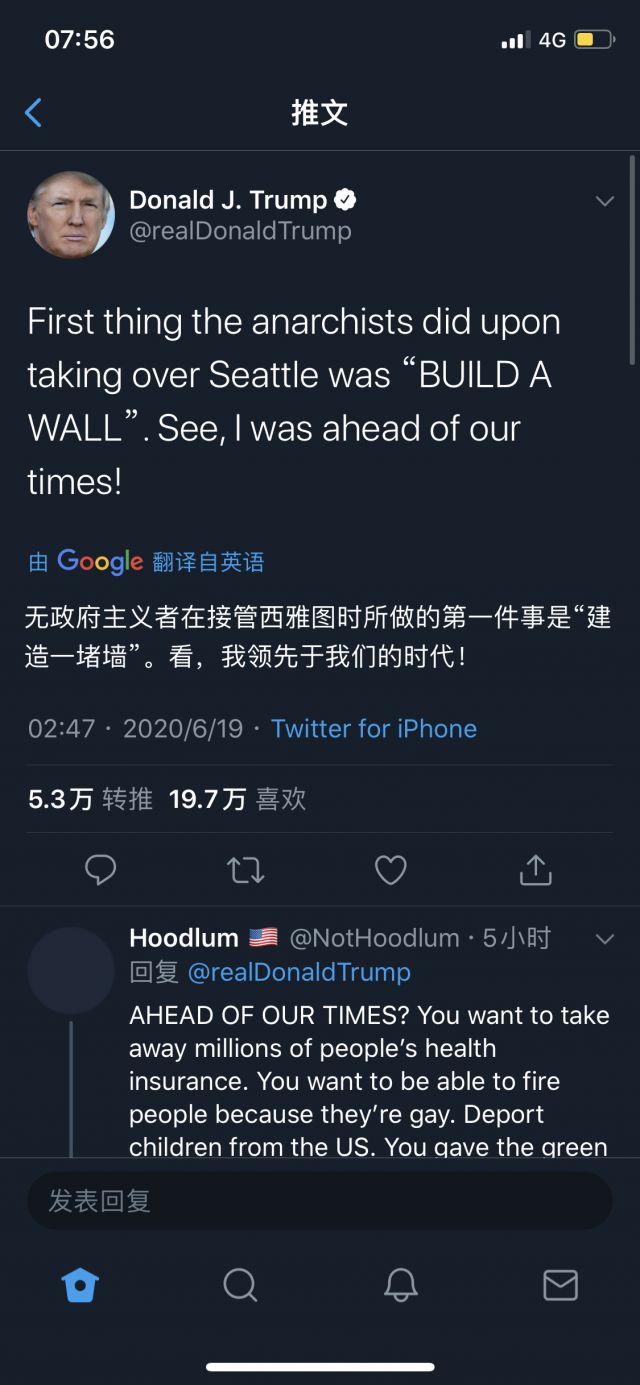 07:56
4G
推文
Donald J. Trump
@realDonaldTrump
First thing the anarchists did upon
taking over Seattle was “BUILD A
WALL”. See, I was ahead of our
times!
由 Google 翻译自英语
无政府主义者在接管西雅图时所做的第一件事是“建
造一堵墙”。看，我领先于我们的时代！
02:47 · 2020/6/19 · Twitter for iPhone
5.3万 转推 19.7万 喜欢
Hoodlum 🇺🇸 @NotHoodlum · 5小时
回复 @realDonaldTrump
AHEAD OF OUR TIMES? You want to take
away millions of people’s health
insurance. You want to be able to fire
people because they’re gay. Deport
children from the US. You gave the green
发表回复